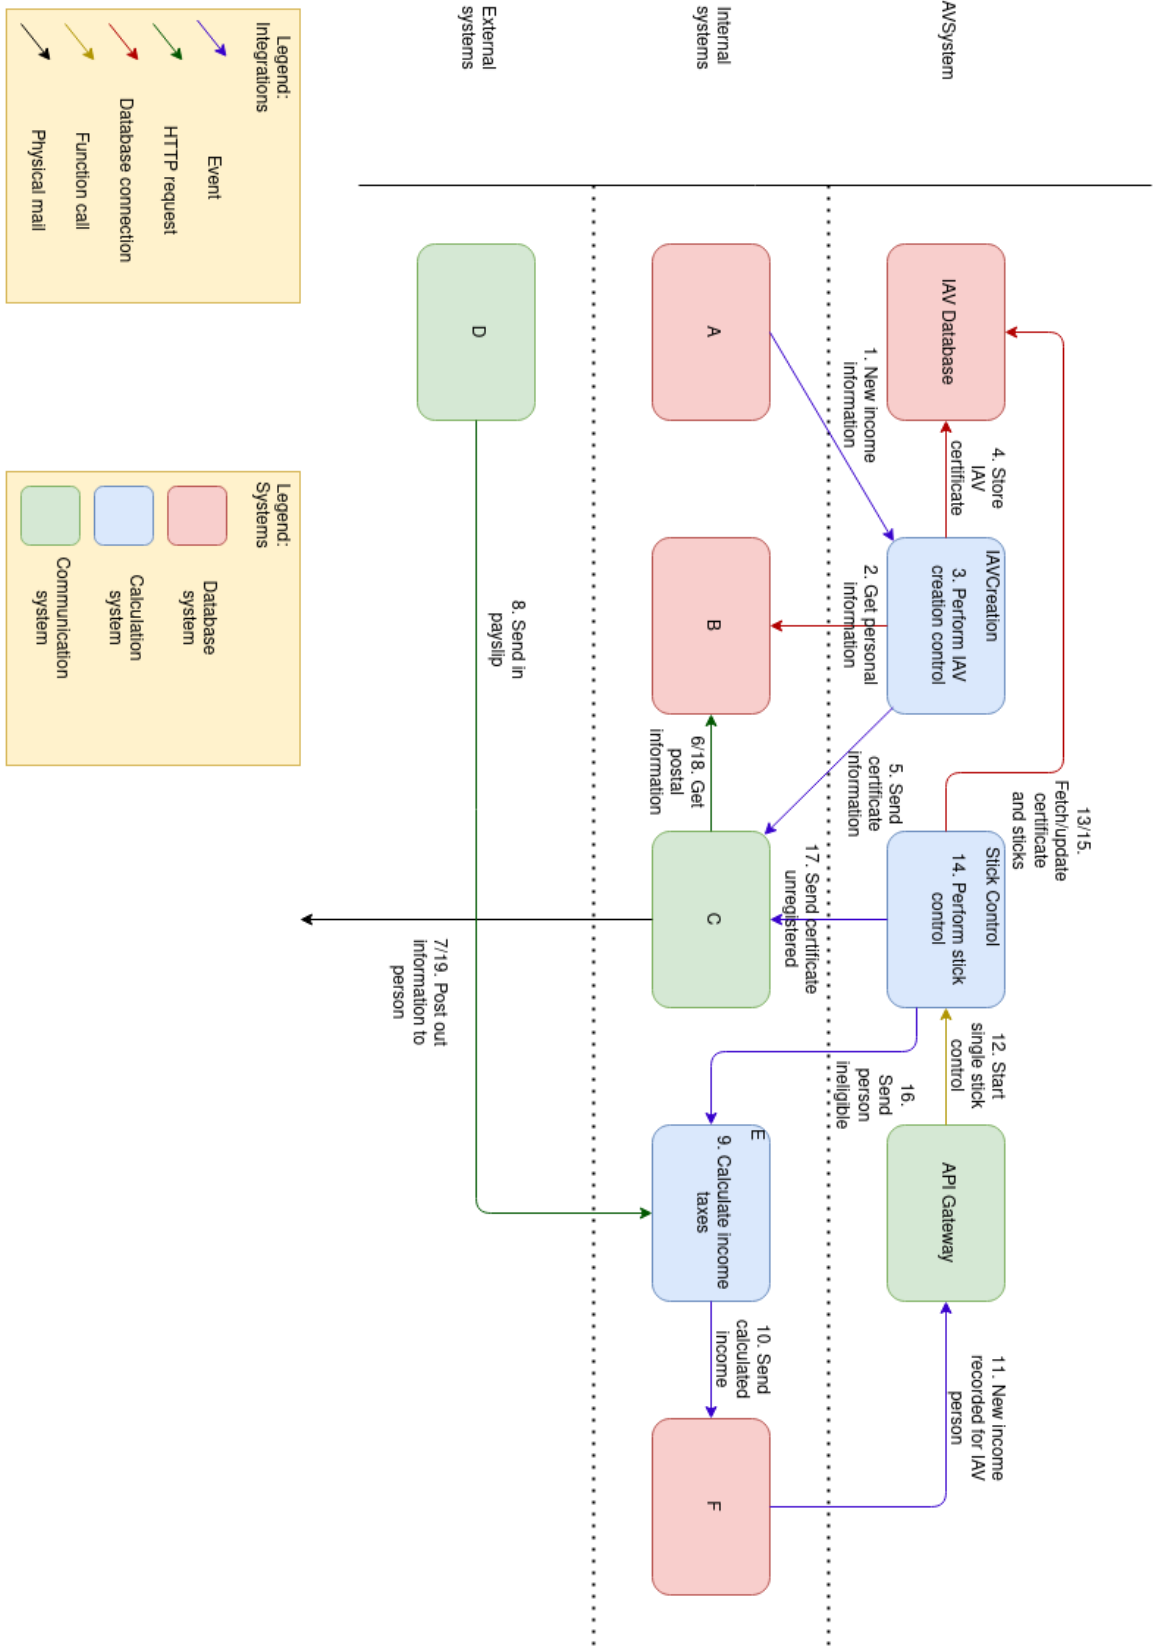 AVSystem
IAV Database
4. Store
IAV
certificate
IAVCreation
3. Perform IAV
creation control
13/15.
Fetch/update
certificate
and sticks
Stick Control
14. Perform stick
control
12. Start
single stick
control
API Gateway
11. New income
recorded for IAV
person
1. New income
information
2. Get personal
information
5. Send
certificate
information
17. Send certificate
unregistered
16.
Send
person
ineligible
Internal
systems
A
B
6/18. Get
postal
information
C
E
9. Calculate income
taxes
10. Send
calculated
income
F
External
systems
D
8. Send in
payslip
7/19. Post out
information to
person
Legend:
Integrations
Event
HTTP request
Database connection
Function call
Physical mail
Legend:
Systems
Database
system
Calculation
system
Communication
system